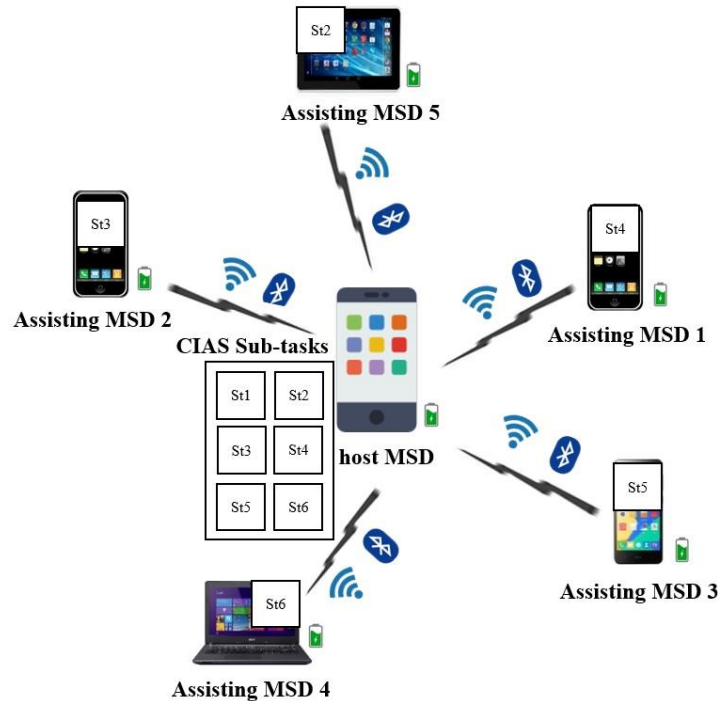 St2
Assisting MSD 5
St3
Assisting MSD 2
St4
Assisting MSD 1
CIAS Sub-tasks
St1
St2
St3
St4
St5
St6
host MSD
St5
Assisting MSD 3
St6
Assisting MSD 4